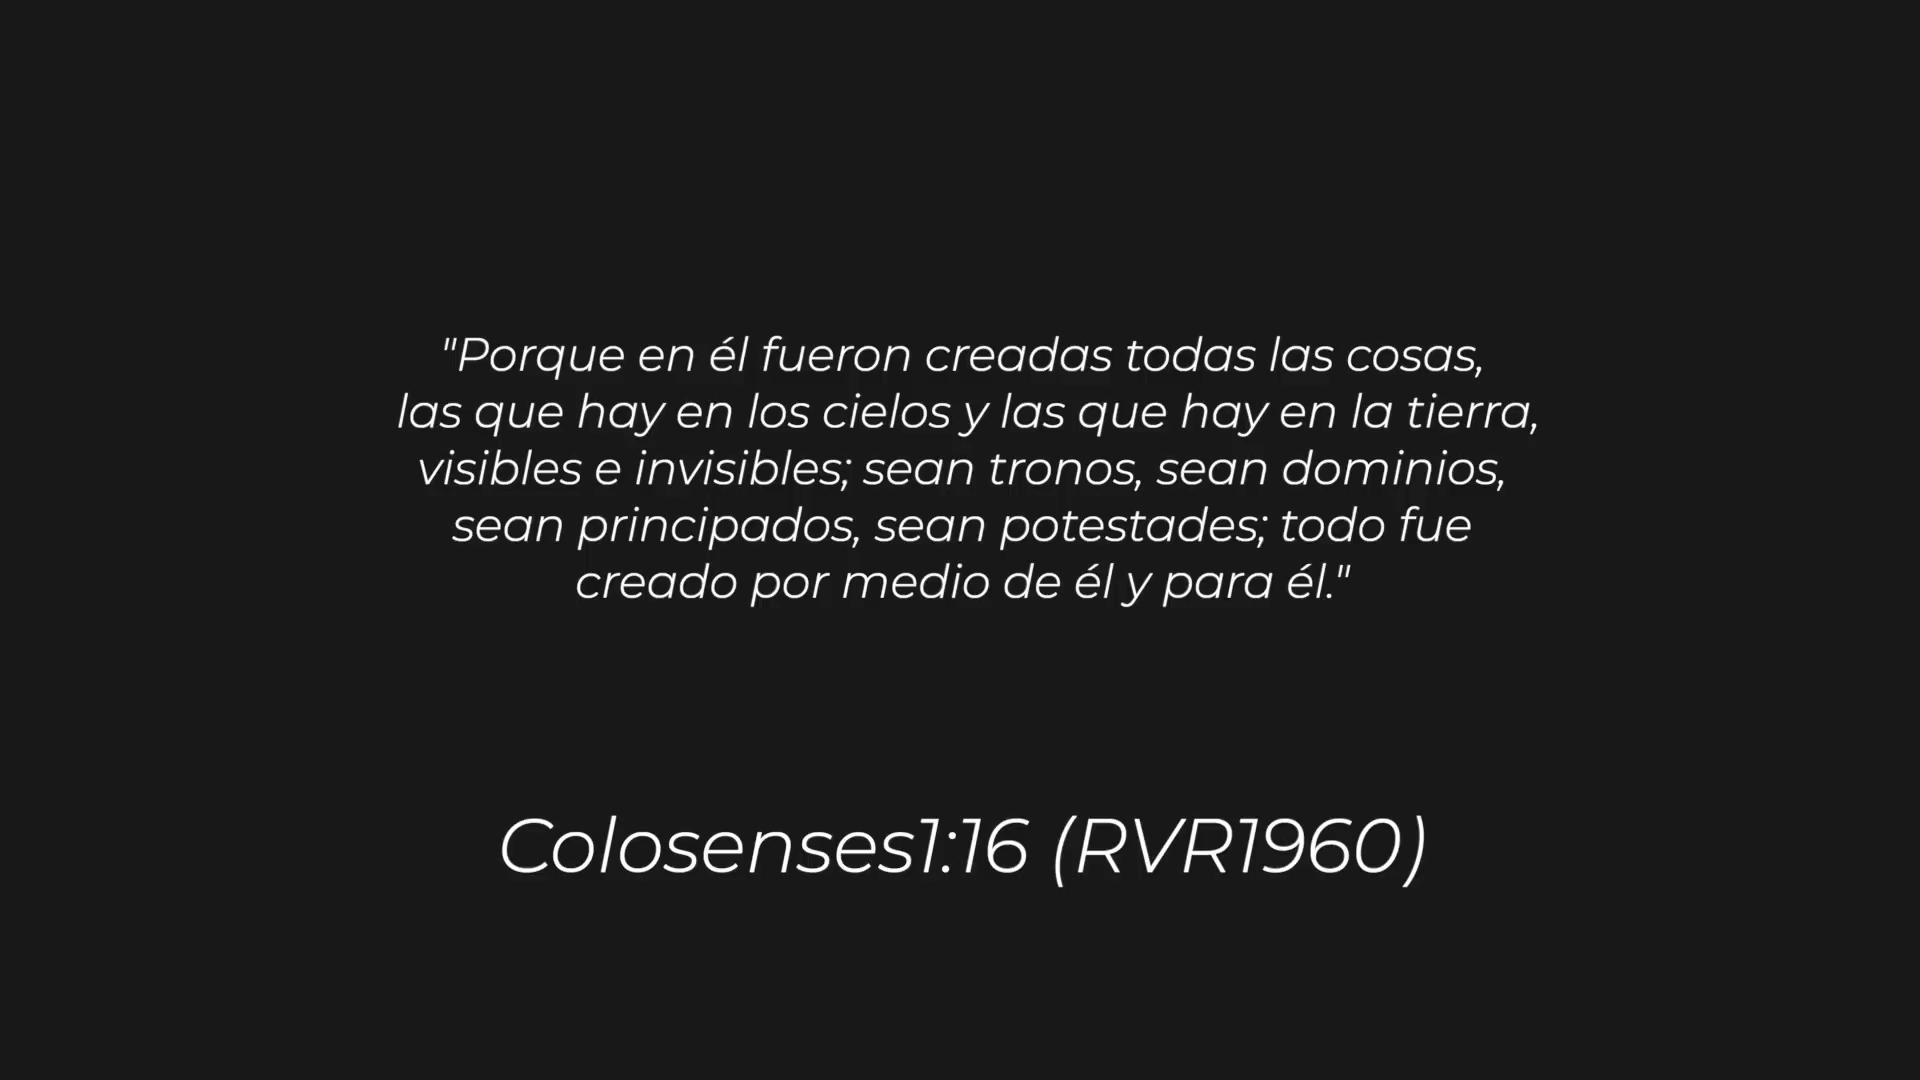 "Porque en él fueron creadas todas las cosas,
las que hay en los cielos y las que hay en la tierra,
visibles e invisibles; sean tronos, sean dominios,
sean principados, sean potestades; todo fue
creado por medio de él y para él."
Colosenses1:16 (RVR1960)